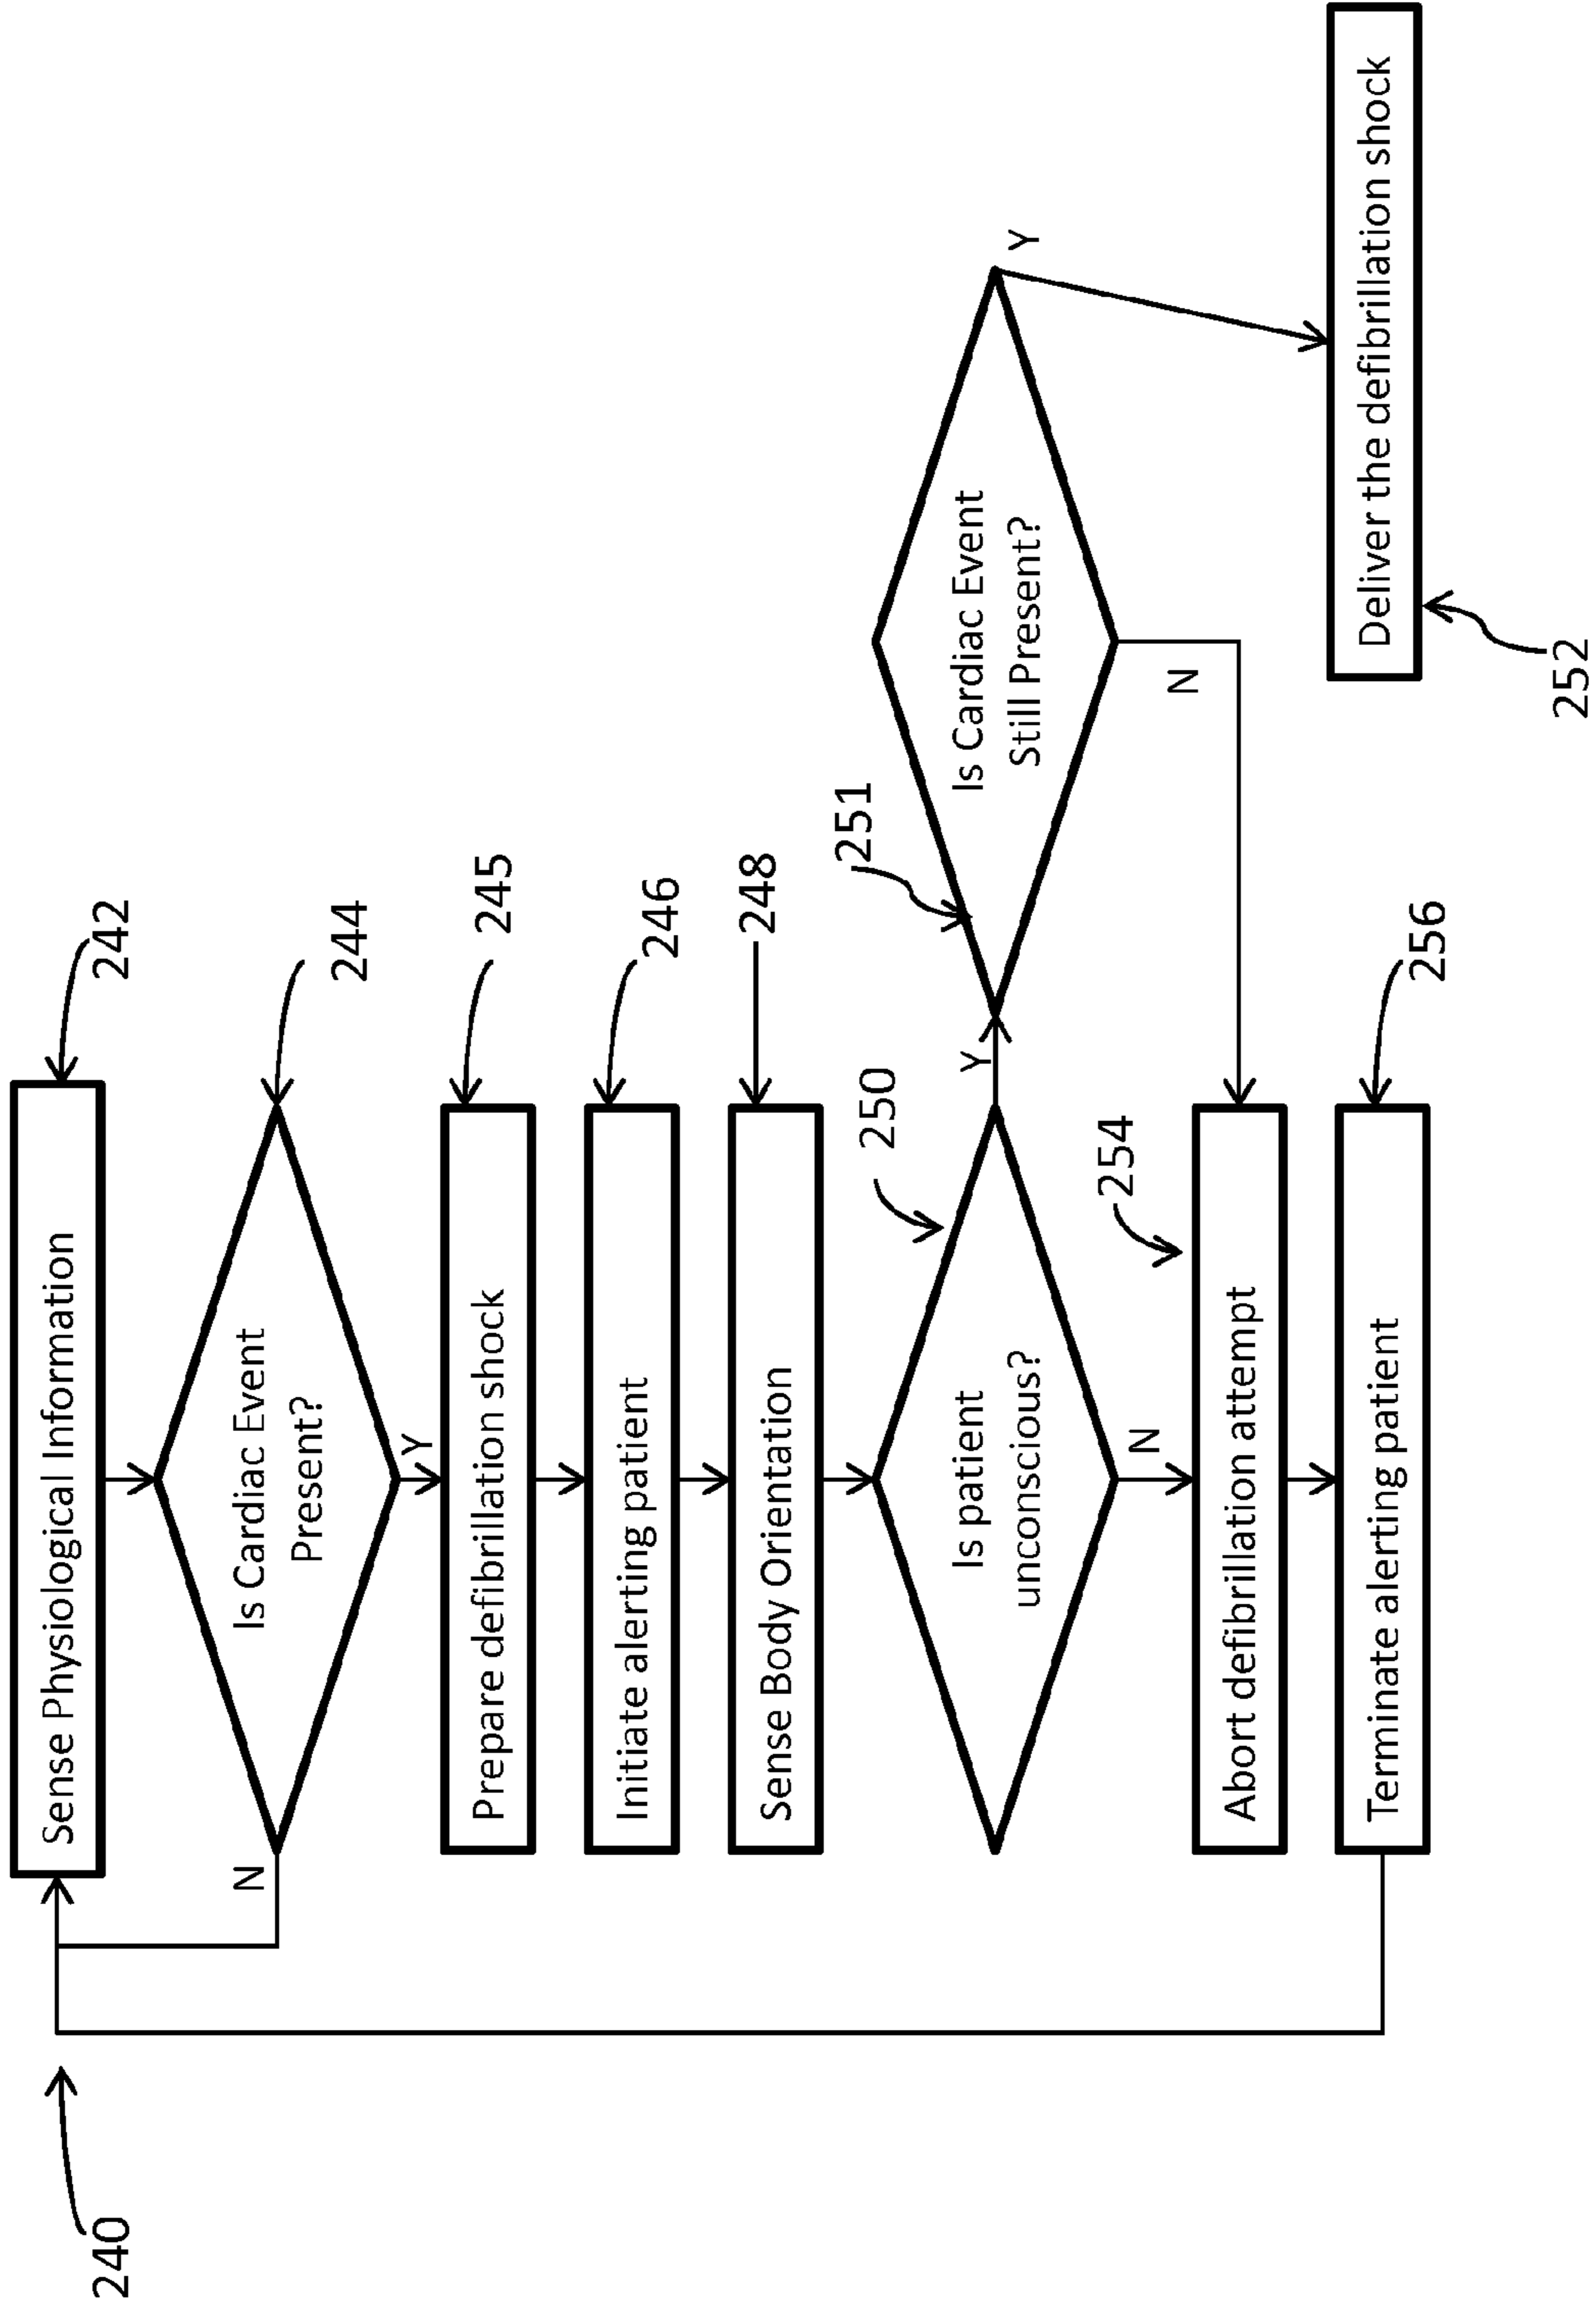 240
Sense Physiological Information
242
Is Cardiac Event
Present?
244
N
Y
Prepare defibrillation shock
245
Initiate alerting patient
246
Sense Body Orientation
248
Is patient
unconscious?
250
Y
N
251
Is Cardiac Event
Still Present?
Y
N
Abort defibrillation attempt
254
Terminate alerting patient
256
Deliver the defibrillation shock
252